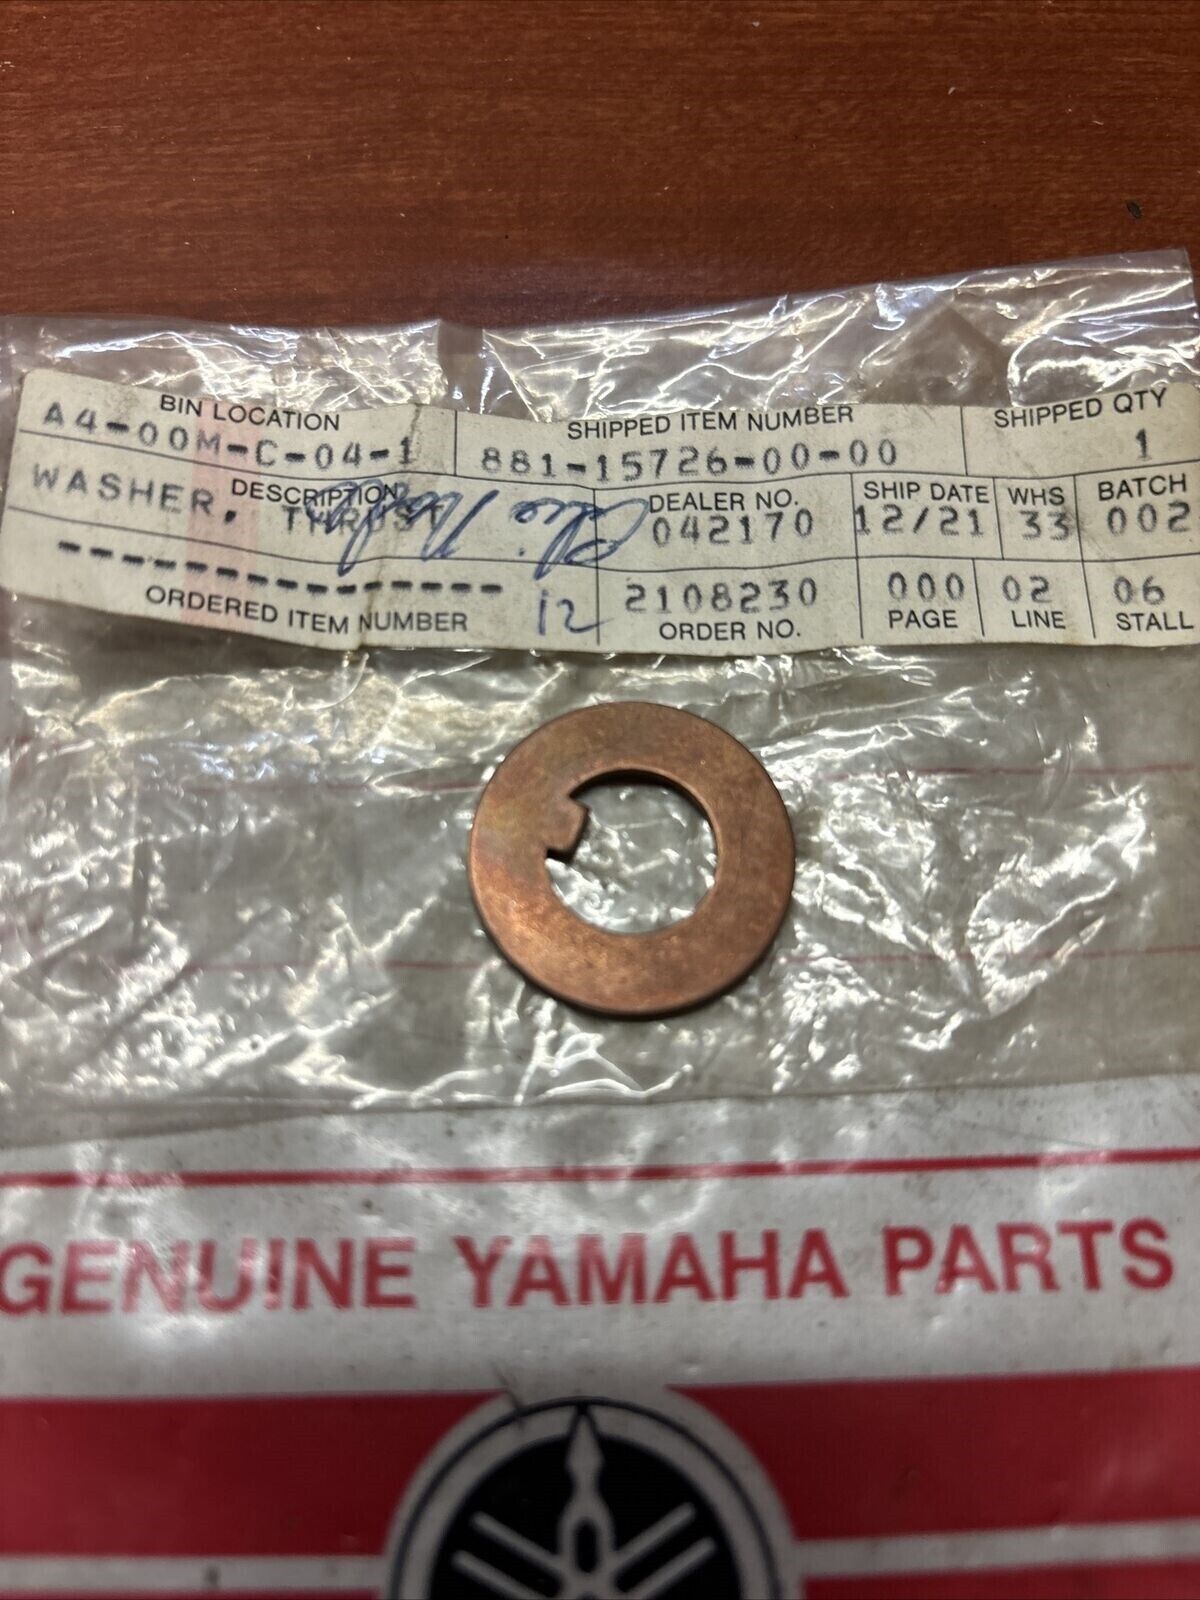 BIN LOCATION SHIPPED ITEM NUMBER SHIPPED QTY
A4-00M-C-04-1 881-15726-00-00 1
DESCRIPTION DEALER NO. SHIP DATE WHS BATCH
WASHER, THRUST 042170 12/21 33 002
-------------- 12 2108230 000 02 06
ORDERED ITEM NUMBER ORDER NO. PAGE LINE STALL
GENUINE YAMAHA PARTS